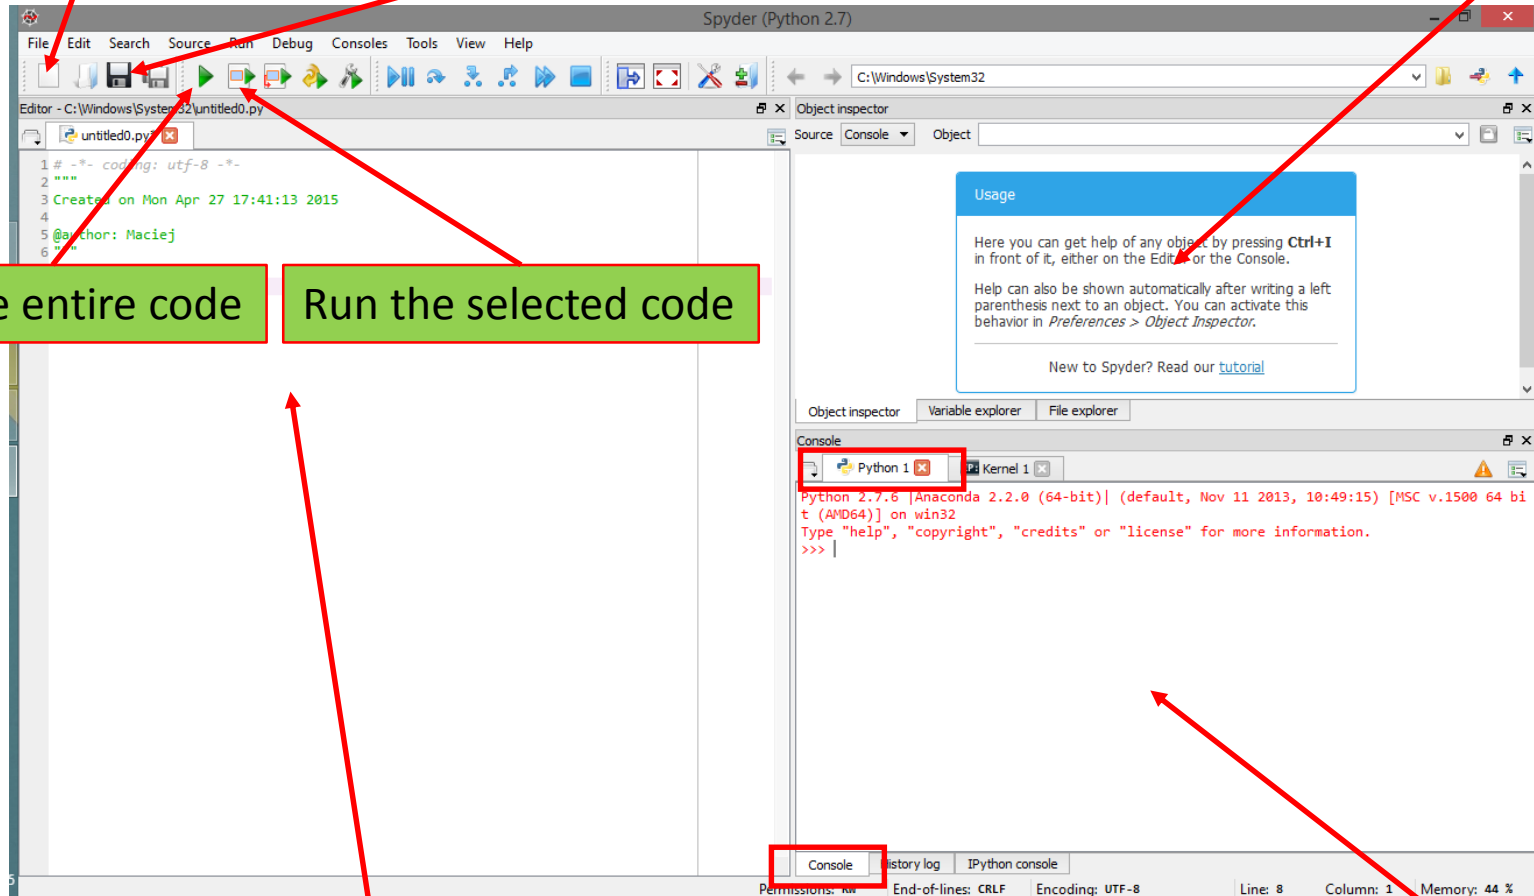 Spyder (Python 2.7)
File Edit Search Source Run Debug Consoles Tools View Help
C:\Windows\System32
Editor - C:\Windows\System32\untitled0.py
untitled0.py
1 # -*- coding: utf-8 -*-
2 """
3 Created on Mon Apr 27 17:41:13 2015
4
5 @author: Maciej
6 """
e entire code
Run the selected code
Object inspector
Source Console Object
Usage
Here you can get help of any object by pressing Ctrl+I
in front of it, either on the Editor or the Console.
Help can also be shown automatically after writing a left
parenthesis next to an object. You can activate this
behavior in Preferences > Object Inspector.
New to Spyder? Read our tutorial
Object inspector Variable explorer File explorer
Console
Python 1 Kernel 1
Python 2.7.6 |Anaconda 2.2.0 (64-bit)| (default, Nov 11 2013, 10:49:15) [MSC v.1500 64 bi
t (AMD64)] on win32
Type "help", "copyright", "credits" or "license" for more information.
>>>
Console History log IPython console
Permissions: RW End-of-lines: CRLF Encoding: UTF-8 Line: 8 Column: 1 Memory: 44 %